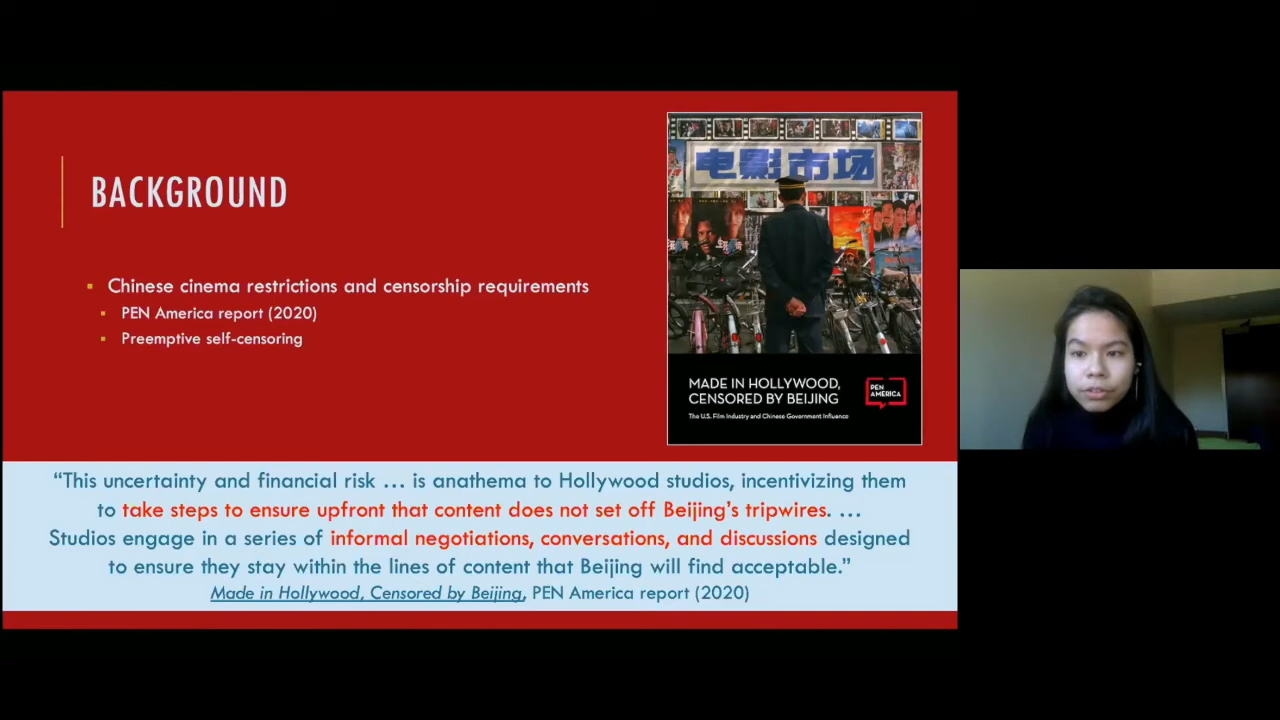 BACKGROUND
Chinese cinema restrictions and censorship requirements
PEN America report (2020)
Preemptive self-censoring
电影市场
MADE IN HOLLYWOOD,
CENSORED BY BEIJING
The U.S. Film Industry and Chinese Government Influence
PEN
AMERICA
“This uncertainty and financial risk … is anathema to Hollywood studios, incentivizing them
to take steps to ensure upfront that content does not set off Beijing’s tripwires. …
Studios engage in a series of informal negotiations, conversations, and discussions designed
to ensure they stay within the lines of content that Beijing will find acceptable.”
Made in Hollywood, Censored by Beijing, PEN America report (2020)